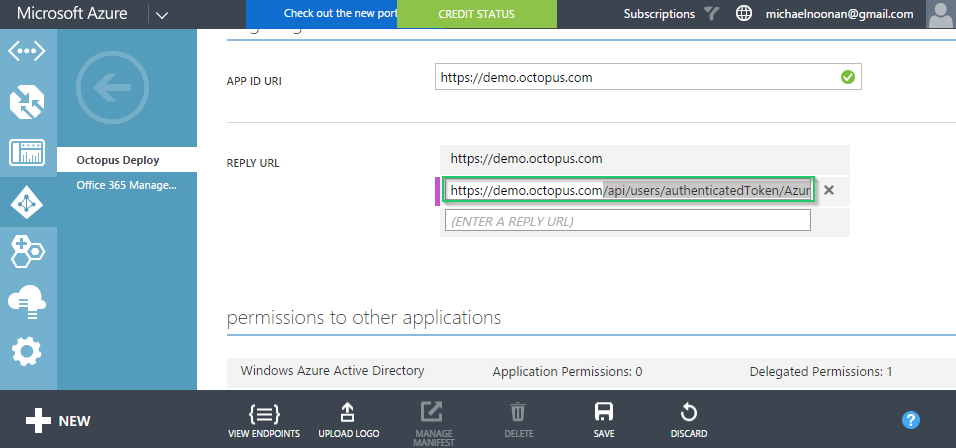 Microsoft Azure
Check out the new port
CREDIT STATUS
Subscriptions
michaelnoonan@gmail.com
APP ID URI
https://demo.octopus.com
Octopus Deploy
Office 365 Manage...
REPLY URL
https://demo.octopus.com
https://demo.octopus.com/api/users/authenticatedToken/Azur
(ENTER A REPLY URL)
permissions to other applications
Windows Azure Active Directory Application Permissions: 0 Delegated Permissions: 1
NEW
VIEW ENDPOINTS
UPLOAD LOGO
MANAGE
MANIFEST
DELETE
SAVE
DISCARD
?